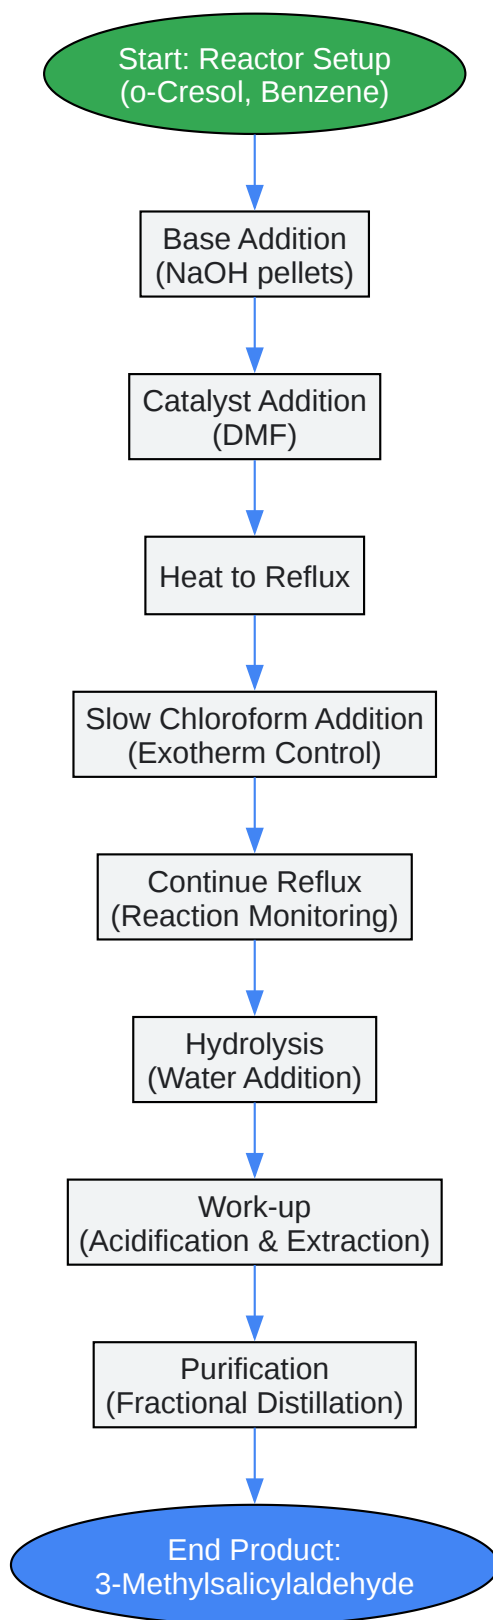 Start: Reactor Setup
(o-Cresol, Benzene)
Base Addition
(NaOH pellets)
Catalyst Addition
(DMF)
Heat to Reflux
Slow Chloroform Addition
(Exotherm Control)
Continue Reflux
(Reaction Monitoring)
Hydrolysis
(Water Addition)
Work-up
(Acidification & Extraction)
Purification
(Fractional Distillation)
End Product:
3-Methylsalicylaldehyde